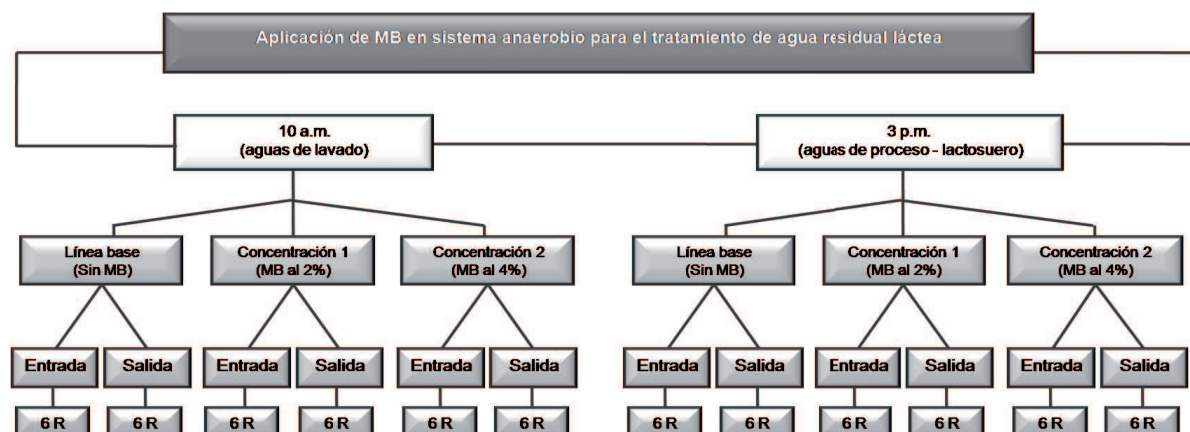 Aplicación de MB en sistema anaerobio para el tratamiento de agua residual láctea
10 a.m.
(aguas de lavado)
3 p.m.
(aguas de proceso - lactosuero)
Línea base
(Sin MB)
Concentración 1
(MB al 2%)
Concentración 2
(MB al 4%)
Línea base
(Sin MB)
Concentración 1
(MB al 2%)
Concentración 2
(MB al 4%)
Entrada
Salida
Entrada
Salida
Entrada
Salida
Entrada
Salida
Entrada
Salida
Entrada
Salida
6 R
6 R
6 R
6 R
6 R
6 R
6 R
6 R
6 R
6 R
6 R
6 R